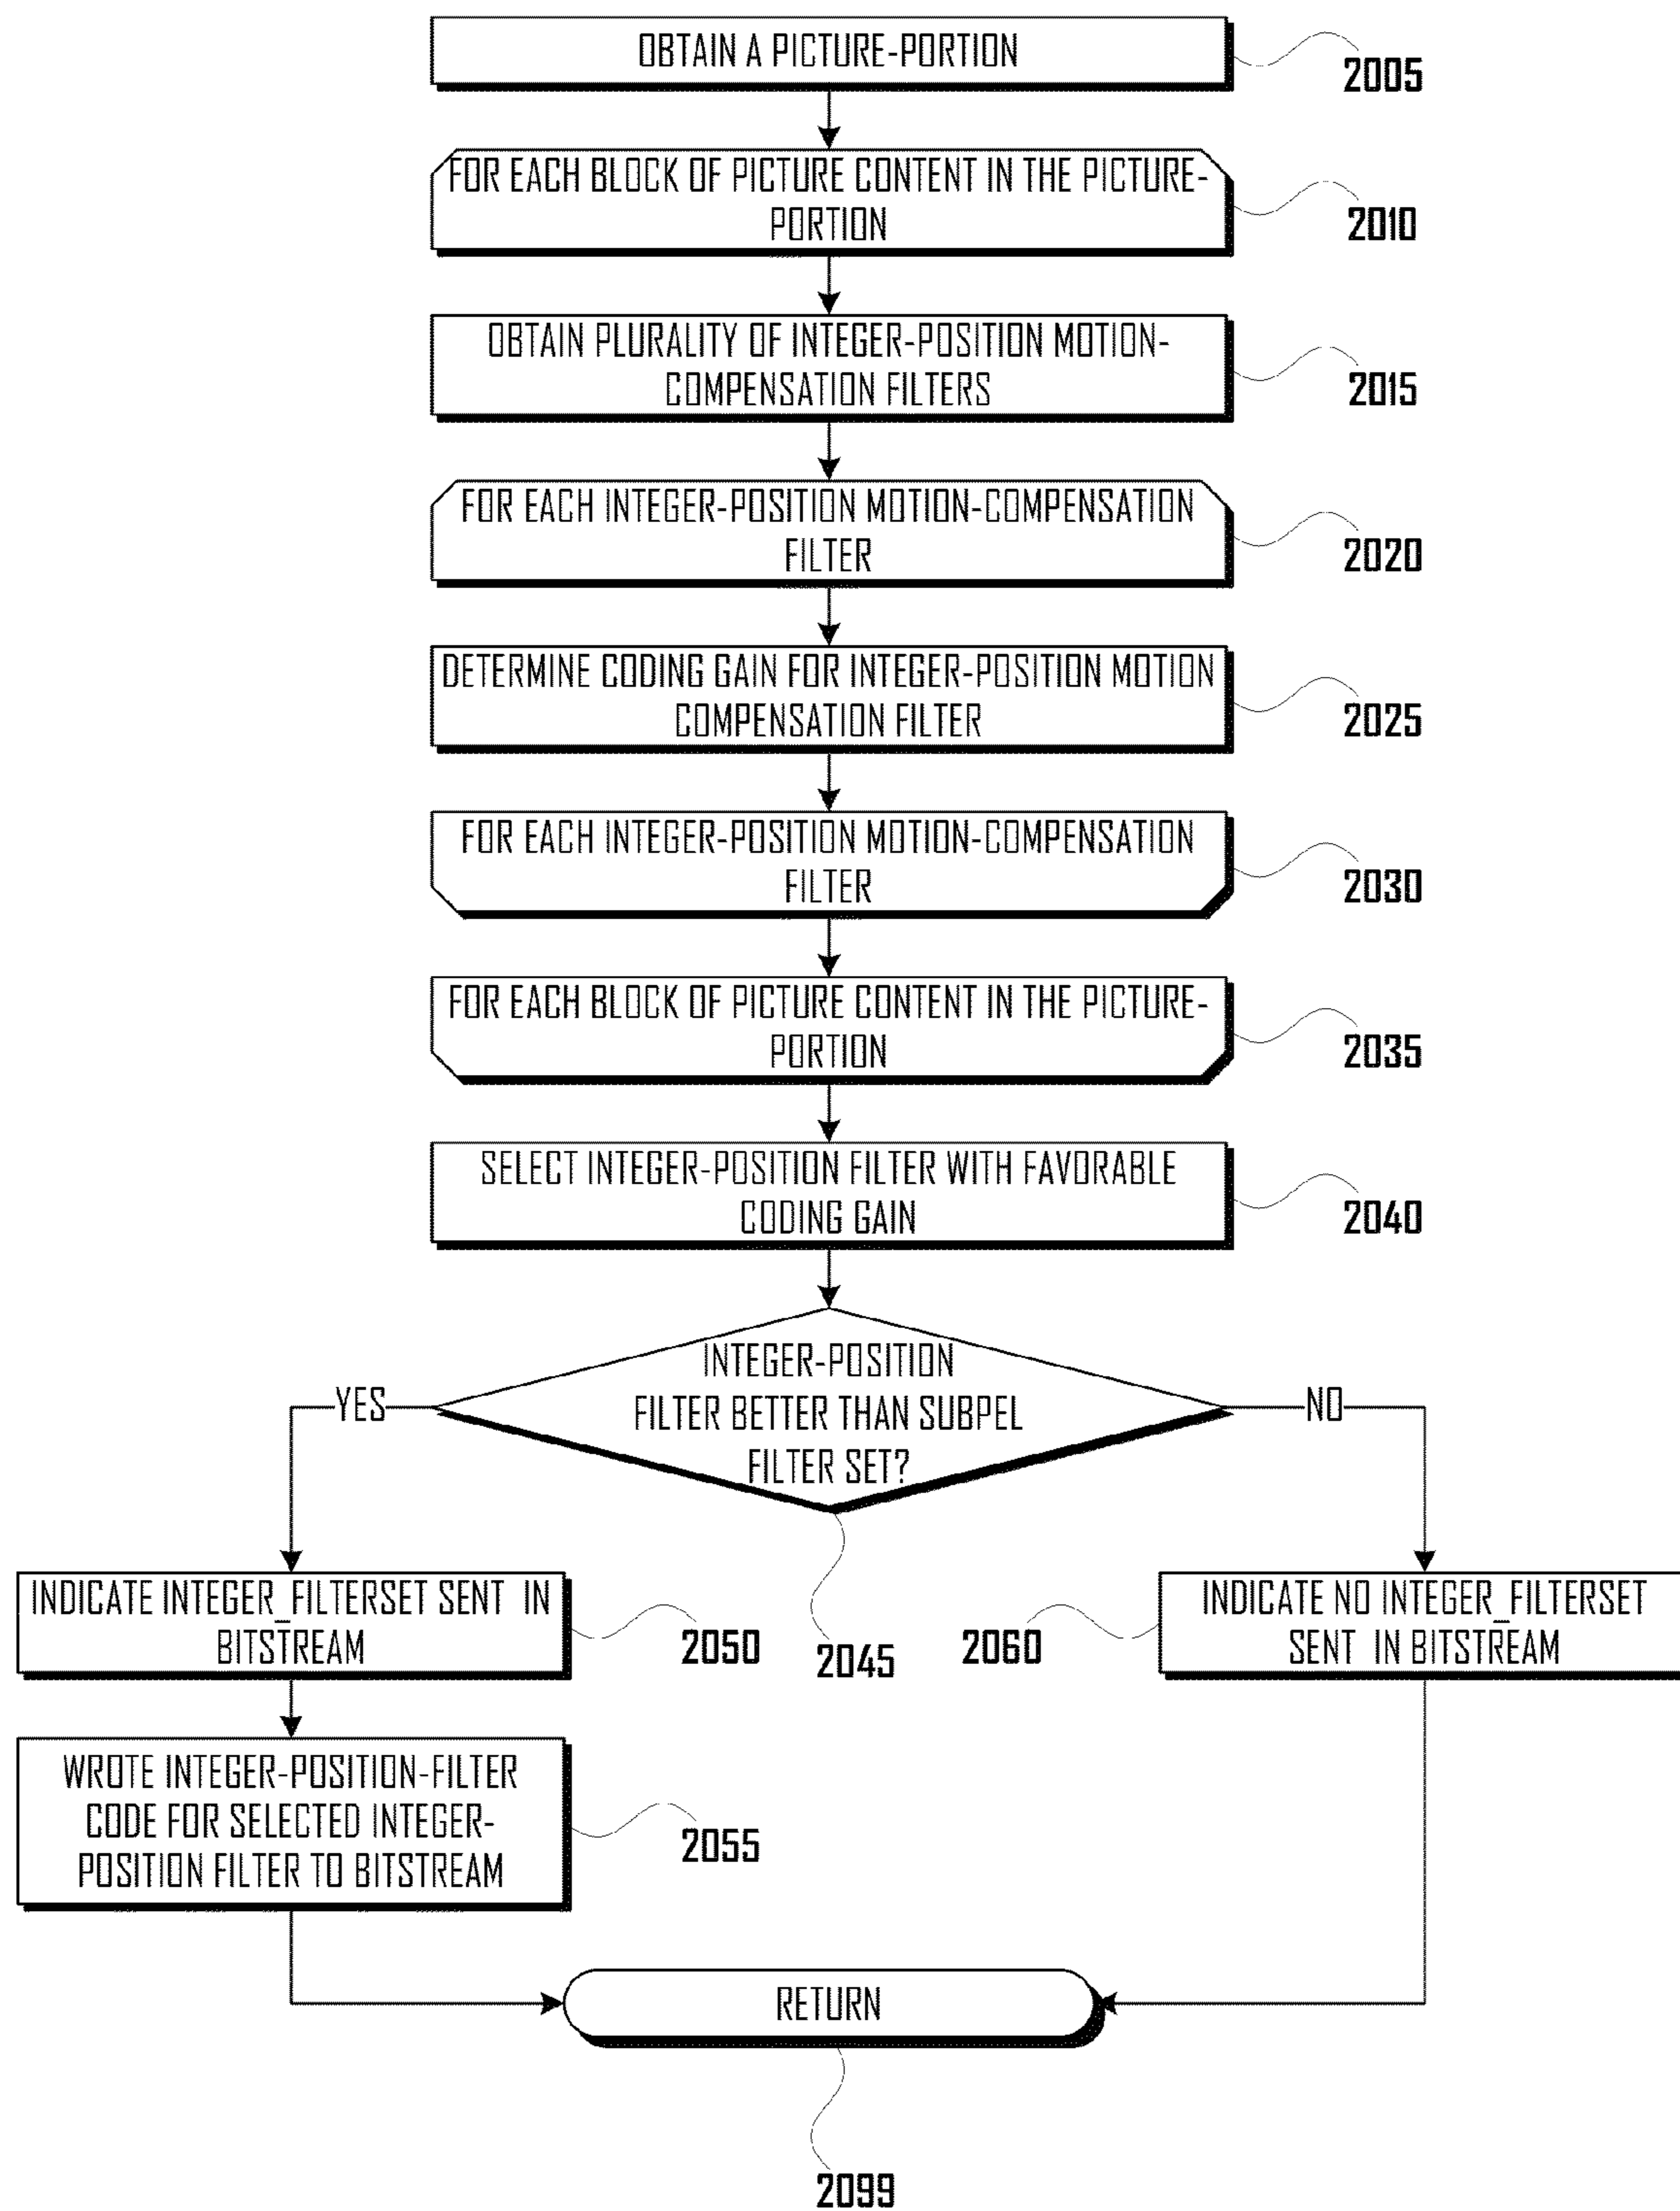 OBTAIN A PICTURE-PORTION
2005
FOR EACH BLOCK OF PICTURE CONTENT IN THE PICTURE-
PORTION
2010
OBTAIN PLURALITY OF INTEGER-POSITION MOTION-
COMPENSATION FILTERS
2015
FOR EACH INTEGER-POSITION MOTION-COMPENSATION
FILTER
2020
DETERMINE CODING GAIN FOR INTEGER-POSITION MOTION
COMPENSATION FILTER
2025
FOR EACH INTEGER-POSITION MOTION-COMPENSATION
FILTER
2030
FOR EACH BLOCK OF PICTURE CONTENT IN THE PICTURE-
PORTION
2035
SELECT INTEGER-POSITION FILTER WITH FAVORABLE
CODING GAIN
2040
INTEGER-POSITION
FILTER BETTER THAN SUBPEL
FILTER SET?
YES
NO
2045
INDICATE INTEGER_FILTERSET SENT IN
BITSTREAM
2050
2060
INDICATE NO INTEGER_FILTERSET
SENT IN BITSTREAM
WROTE INTEGER-POSITION-FILTER
CODE FOR SELECTED INTEGER-
POSITION FILTER TO BITSTREAM
2055
RETURN
2099